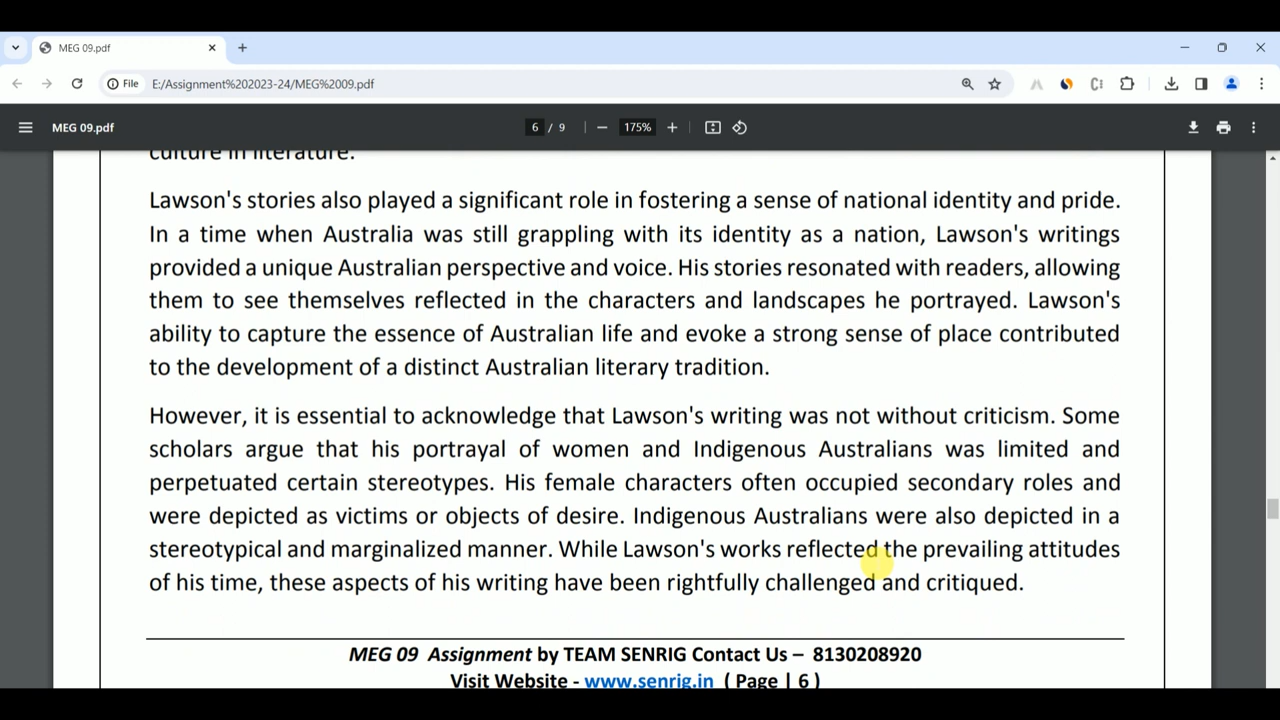 MEG 09.pdf
File
E:/Assignment%202023-24/MEG%2009.pdf
MEG 09.pdf
6 / 9
175%
culture in literature.
Lawson's stories also played a significant role in fostering a sense of national identity and pride.
In a time when Australia was still grappling with its identity as a nation, Lawson's writings
provided a unique Australian perspective and voice. His stories resonated with readers, allowing
them to see themselves reflected in the characters and landscapes he portrayed. Lawson's
ability to capture the essence of Australian life and evoke a strong sense of place contributed
to the development of a distinct Australian literary tradition.
However, it is essential to acknowledge that Lawson's writing was not without criticism. Some
scholars argue that his portrayal of women and Indigenous Australians was limited and
perpetuated certain stereotypes. His female characters often occupied secondary roles and
were depicted as victims or objects of desire. Indigenous Australians were also depicted in a
stereotypical and marginalized manner. While Lawson's works reflected the prevailing attitudes
of his time, these aspects of his writing have been rightfully challenged and critiqued.
MEG 09 Assignment by TEAM SENRIG Contact Us – 8130208920
Visit Website - www.senrig.in ( Page | 6 )